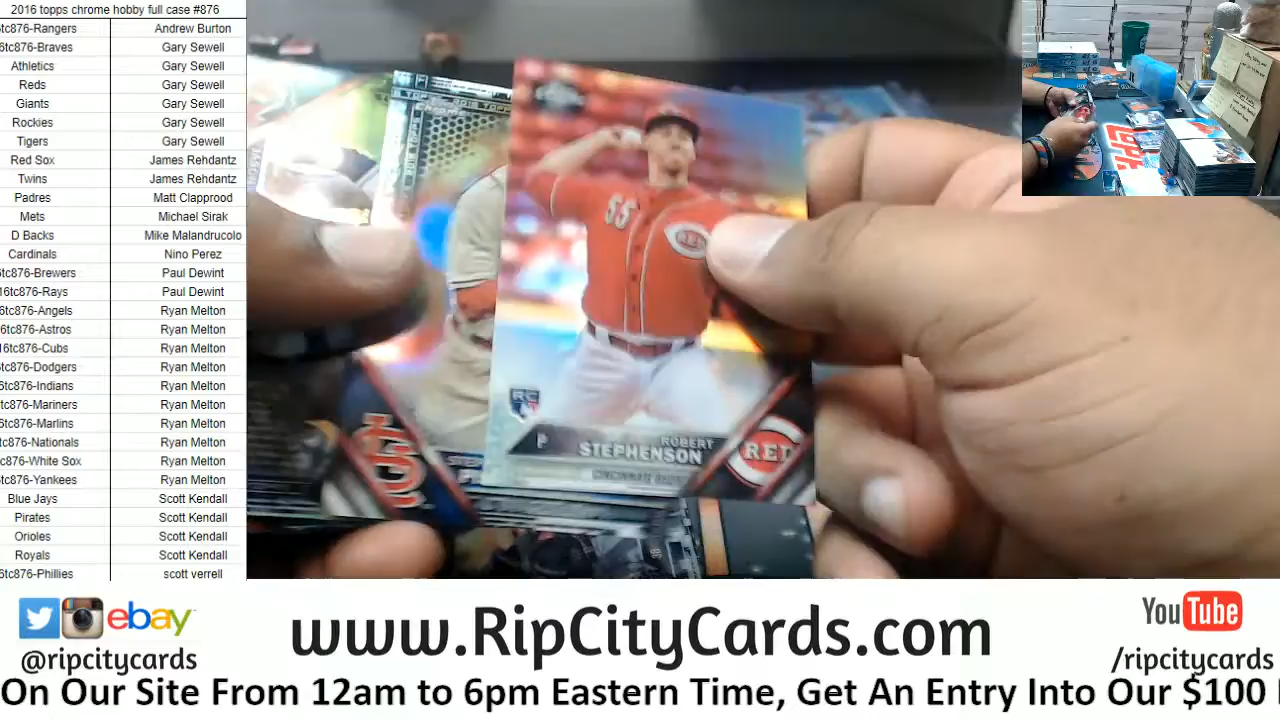 2016 topps chrome hobby full case #876
6tc876-Rangers Andrew Burton
6tc876-Braves Gary Sewell
Athletics Gary Sewell
Reds Gary Sewell
Giants Gary Sewell
Rockies Gary Sewell
Tigers Gary Sewell
Red Sox James Rehdantz
Twins James Rehdantz
Padres Matt Clapprood
Mets Michael Sirak
D Backs Mike Malandrucolo
Cardinals Nino Perez
6tc876-Brewers Paul Dewint
16tc876-Rays Paul Dewint
6tc876-Angels Ryan Melton
6tc876-Astros Ryan Melton
16tc876-Cubs Ryan Melton
6tc876-Dodgers Ryan Melton
6tc876-Indians Ryan Melton
tc876-Mariners Ryan Melton
6tc876-Marlins Ryan Melton
tc876-Nationals Ryan Melton
c876-White Sox Ryan Melton
tc876-Yankees Ryan Melton
Blue Jays Scott Kendall
Pirates Scott Kendall
Orioles Scott Kendall
Royals Scott Kendall
6tc876-Phillies scott verrell
55
REDS
RC
P
ROBERT
STEPHENSON
RED
ebay
@ripcitycards
www.RipCityCards.com
YouTube
/ripcitycards
On Our Site From 12am to 6pm Eastern Time, Get An Entry Into Our $100